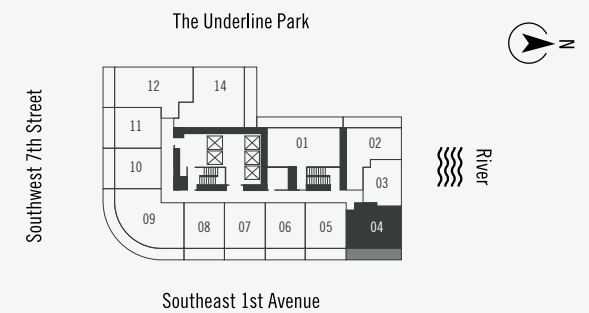 The Underline Park
N
12
14
Southwest 7th Street
11
01
02
10
River
03
09
08
07
06
05
04
Southeast 1st Avenue